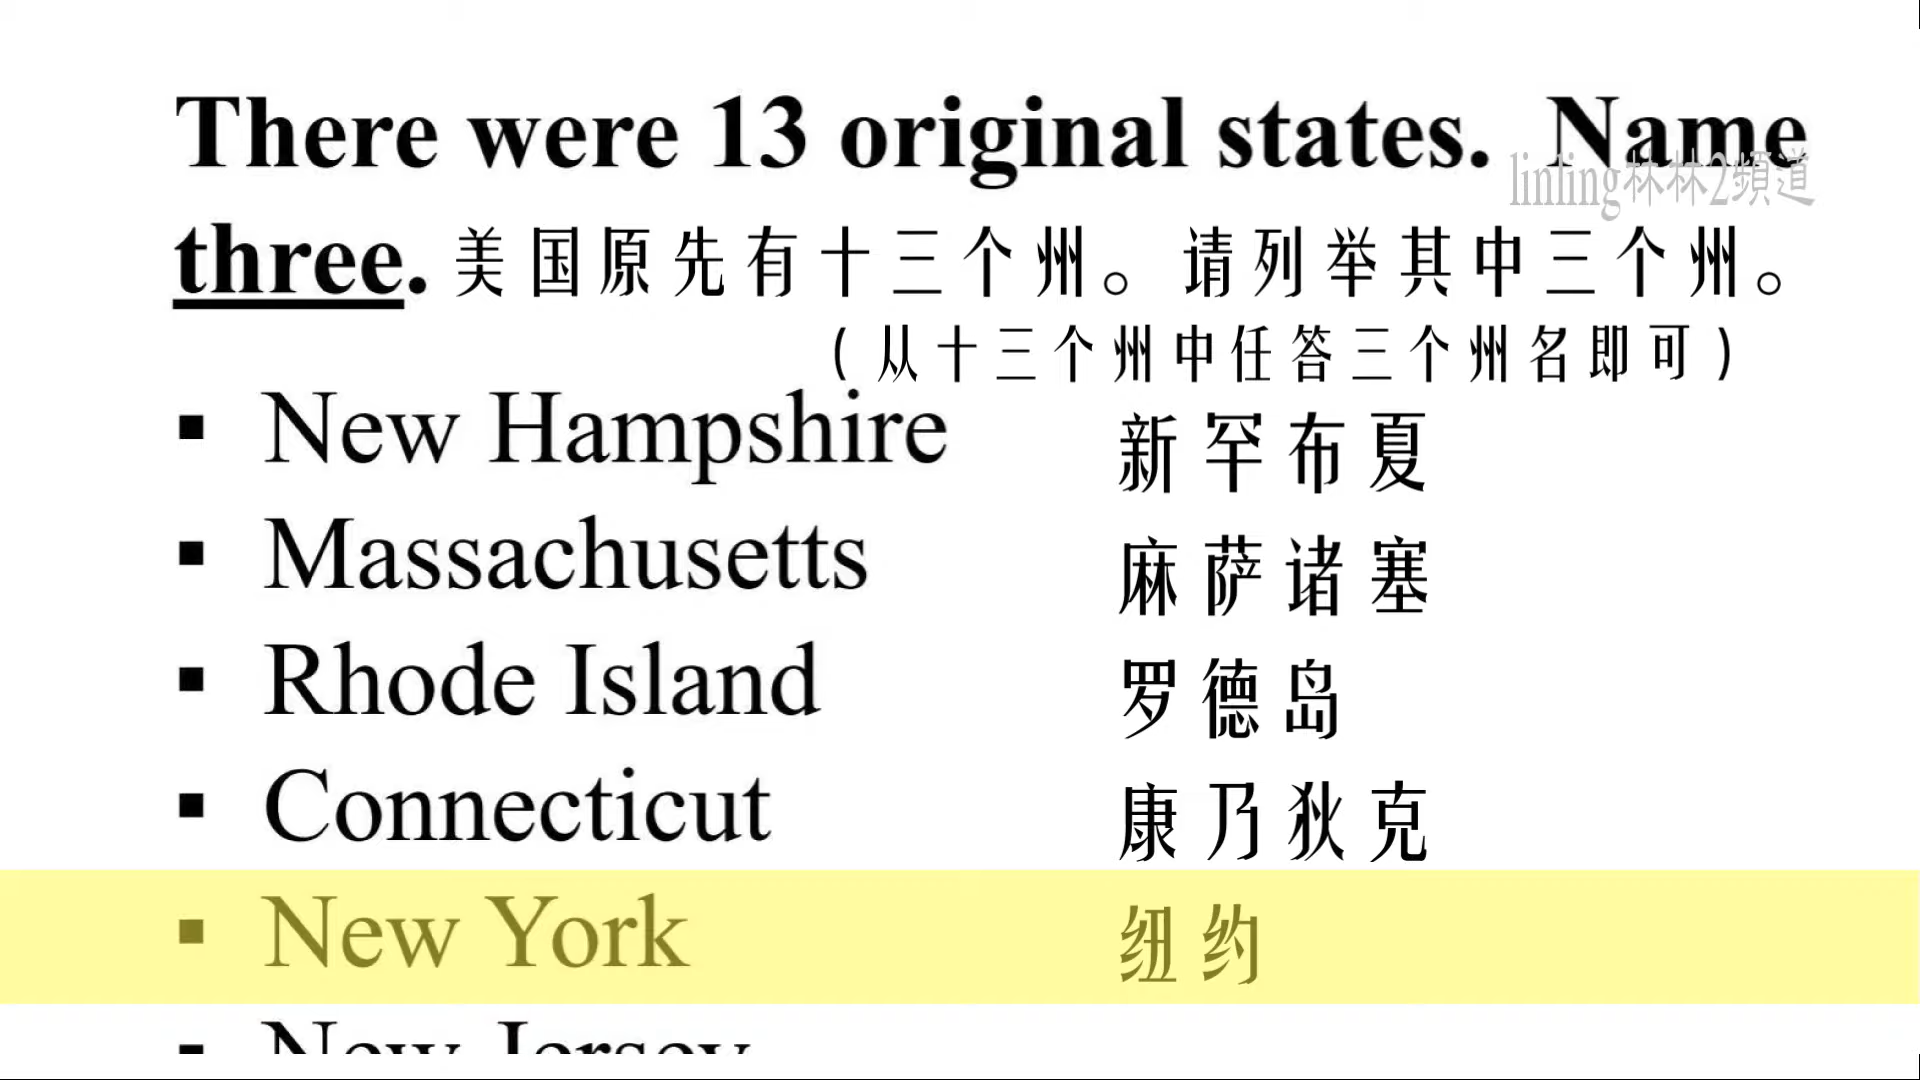 There were 13 original states. Name
linling林林2頻道
three. 美国原先有十三个州。请列举其中三个州。
(从十三个州中任答三个州名即可)
▪ New Hampshire 新罕布夏
▪ Massachusetts 麻萨诸塞
▪ Rhode Island 罗德岛
▪ Connecticut 康乃狄克
▪ New York 纽约
▪ New Jersey